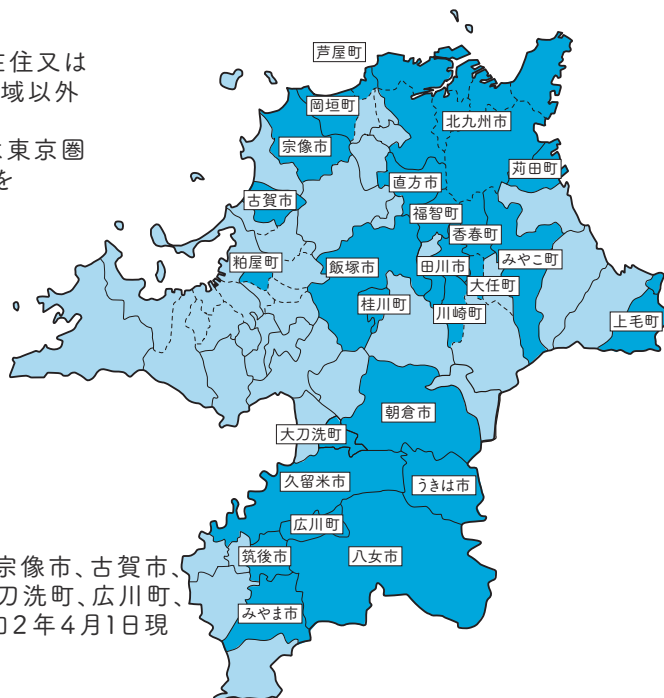 在住又は
域以外
東京圏
を
芦屋町
岡垣町
北九州市
宗像市
苅田町
直方市
古賀市
福智町
香春町
粕屋町
飯塚市
田川市
みやこ町
大任町
桂川町
川崎町
上毛町
朝倉市
大刀洗町
久留米市
うきは市
広川町
筑後市
八女市
みやま市
宗像市、古賀市、
刀洗町、広川町、
2年4月1日現